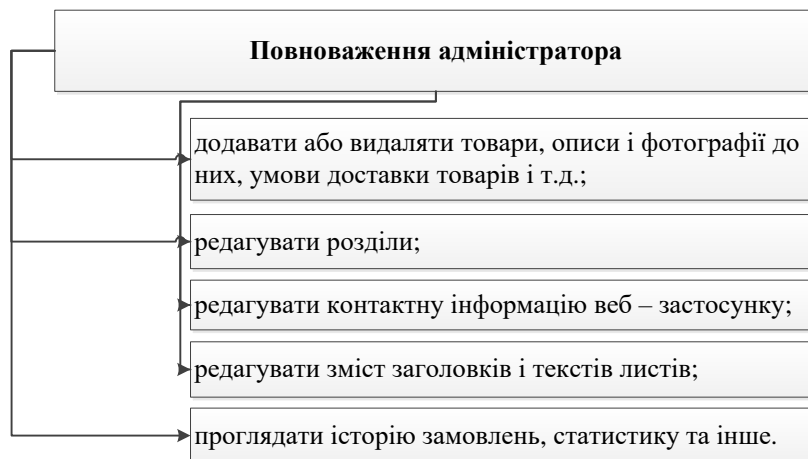 Повноваження адміністратора
додавати або видаляти товари, описи і фотографії до
них, умови доставки товарів і т.д.;
редагувати розділи;
редагувати контактну інформацію веб – застосунку;
редагувати зміст заголовків і текстів листів;
проглядати історію замовлень, статистику та інше.